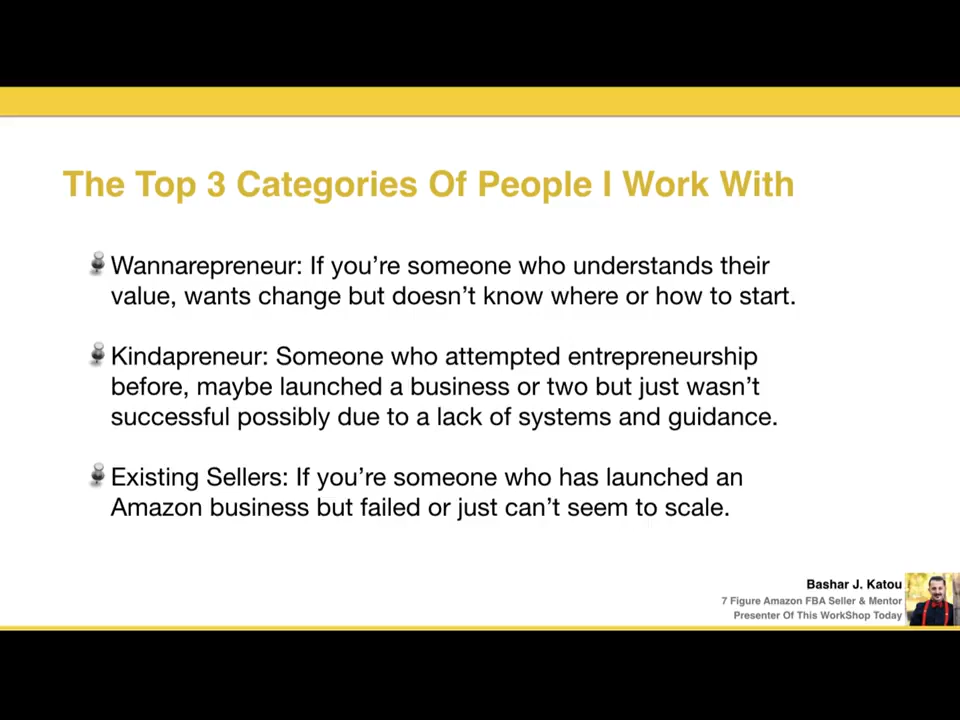 The Top 3 Categories Of People I Work With
Wannarepreneur: If you’re someone who understands their
value, wants change but doesn’t know where or how to start.
Kindapreneur: Someone who attempted entrepreneurship
before, maybe launched a business or two but just wasn’t
successful possibly due to a lack of systems and guidance.
Existing Sellers: If you’re someone who has launched an
Amazon business but failed or just can’t seem to scale.
Bashar J. Katou
7 Figure Amazon FBA Seller & Mentor
Presenter Of This WorkShop Today